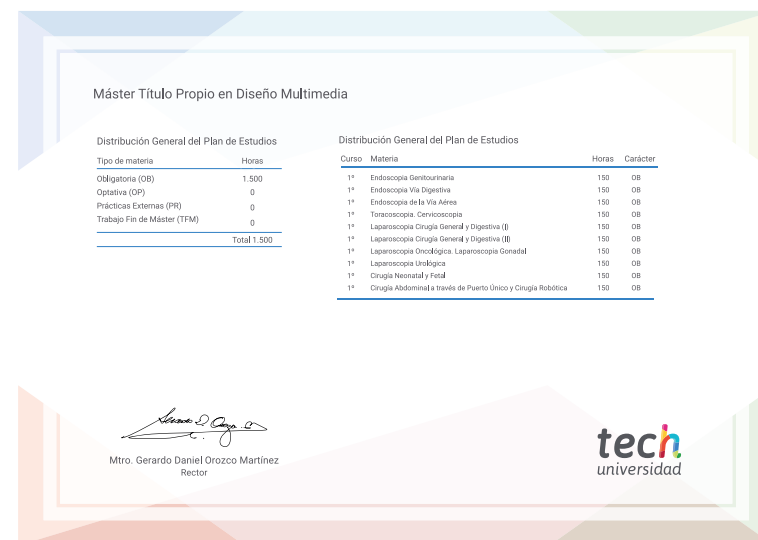 Máster Título Propio en Diseño Multimedia
Distribución General del Plan de Estudios
Tipo de materia Horas
Obligatoria (OB) 1.500
Optativa (OP) 0
Prácticas Externas (PR) 0
Trabajo Fin de Máster (TFM) 0
Total 1.500
Distribución General del Plan de Estudios
Curso Materia Horas Carácter
1º Endoscopia Genitourinaria 150 OB
1º Endoscopia Vía Digestiva 150 OB
1º Endoscopia de la Vía Aérea 150 OB
1º Toracoscopia. Cervicoscopia 150 OB
1º Laparoscopia Cirugía General y Digestiva (I) 150 OB
1º Laparoscopia Cirugía General y Digestiva (II) 150 OB
1º Laparoscopia Oncológica. Laparoscopia Gonadal 150 OB
1º Laparoscopia Urológica 150 OB
1º Cirugía Neonatal y Fetal 150 OB
1º Cirugía Abdominal a través de Puerto Único y Cirugía Robótica 150 OB
Mtro. Gerardo Daniel Orozco Martínez
Rector
tech
universidad